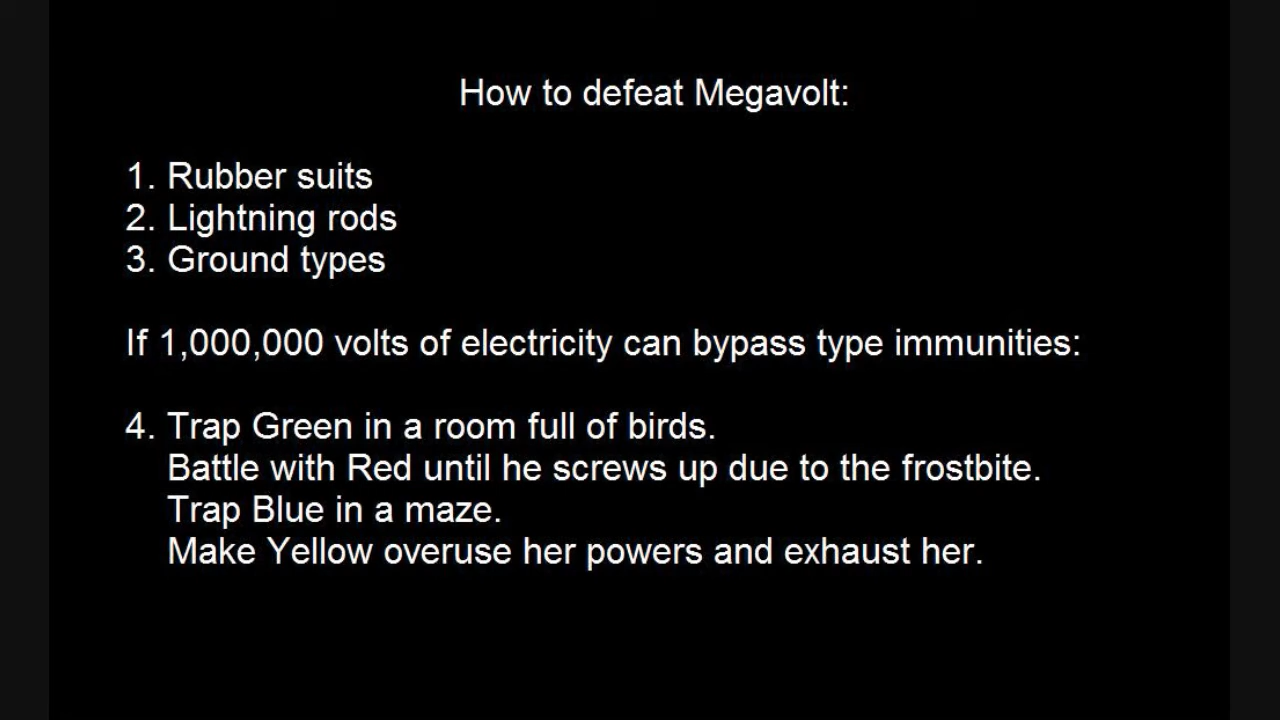 How to defeat Megavolt:
1. Rubber suits
2. Lightning rods
3. Ground types
If 1,000,000 volts of electricity can bypass type immunities:
4. Trap Green in a room full of birds.
Battle with Red until he screws up due to the frostbite.
Trap Blue in a maze.
Make Yellow overuse her powers and exhaust her.